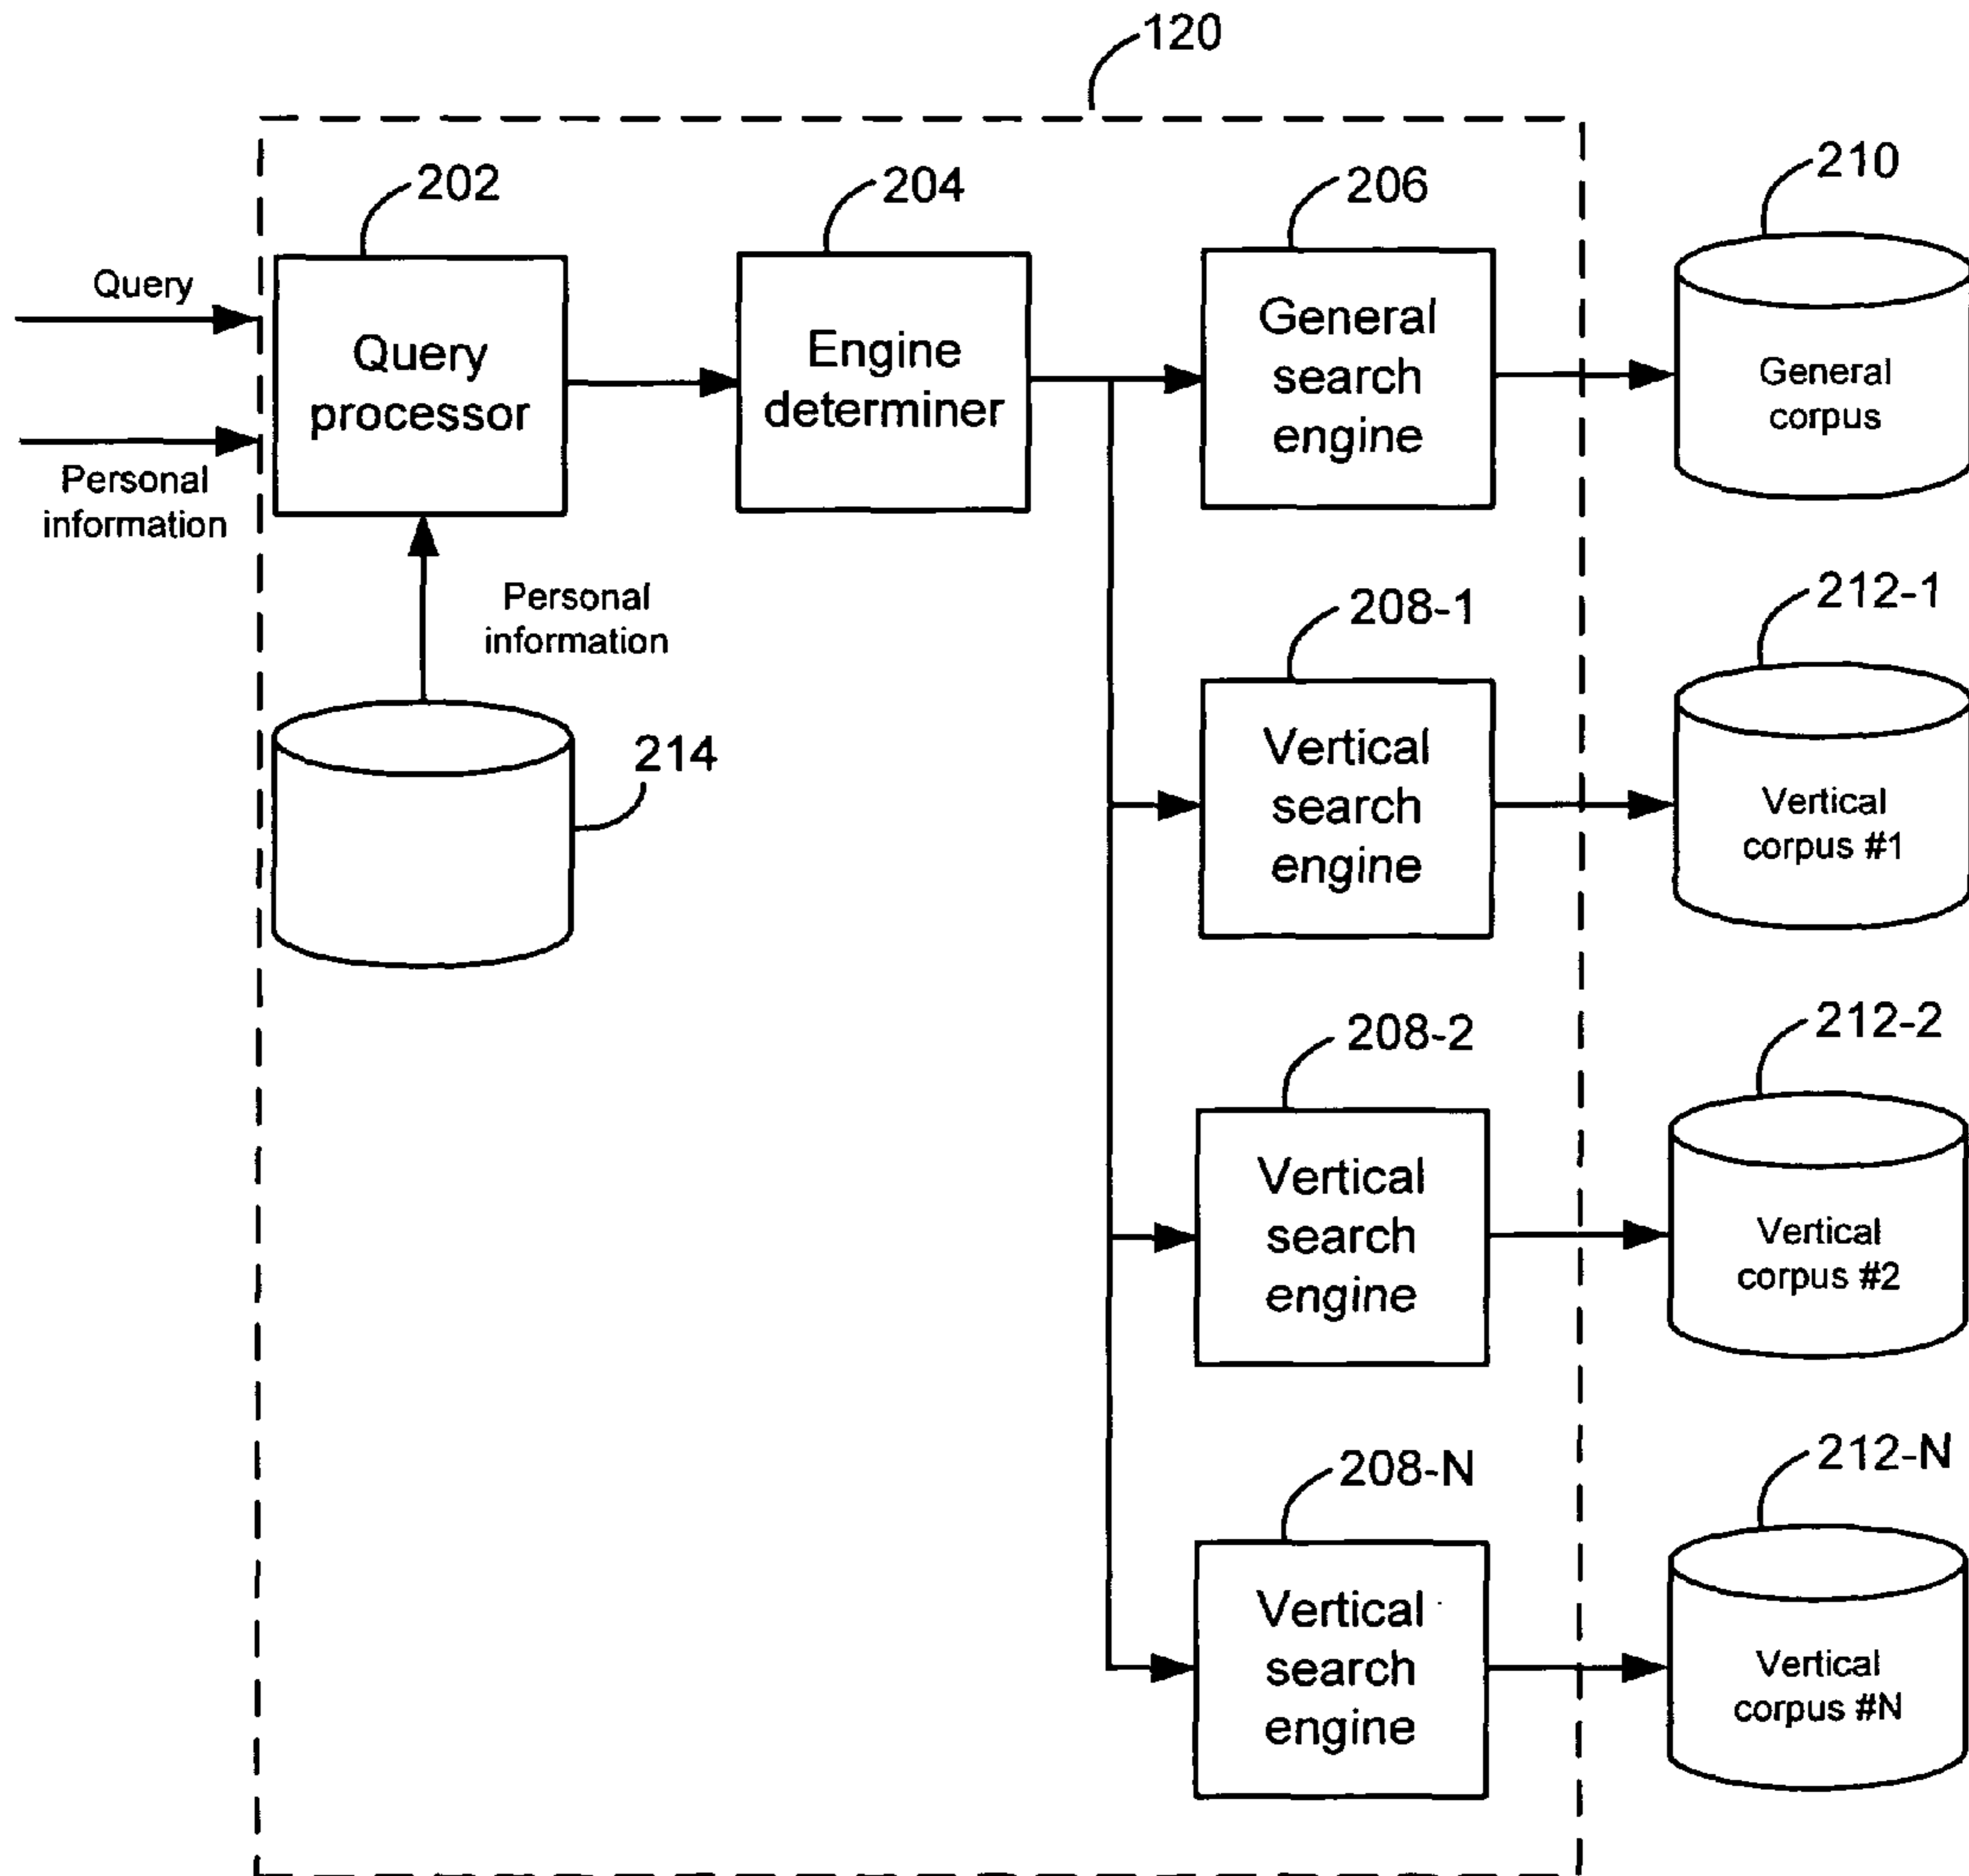 120
202
204
206
210
Query
Personal
information
Query
processor
Engine
determiner
General
search
engine
General
corpus
Personal
information
214
208-1
212-1
Vertical
search
engine
Vertical
corpus #1
208-2
212-2
Vertical
search
engine
Vertical
corpus #2
208-N
212-N
Vertical
search
engine
Vertical
corpus #N